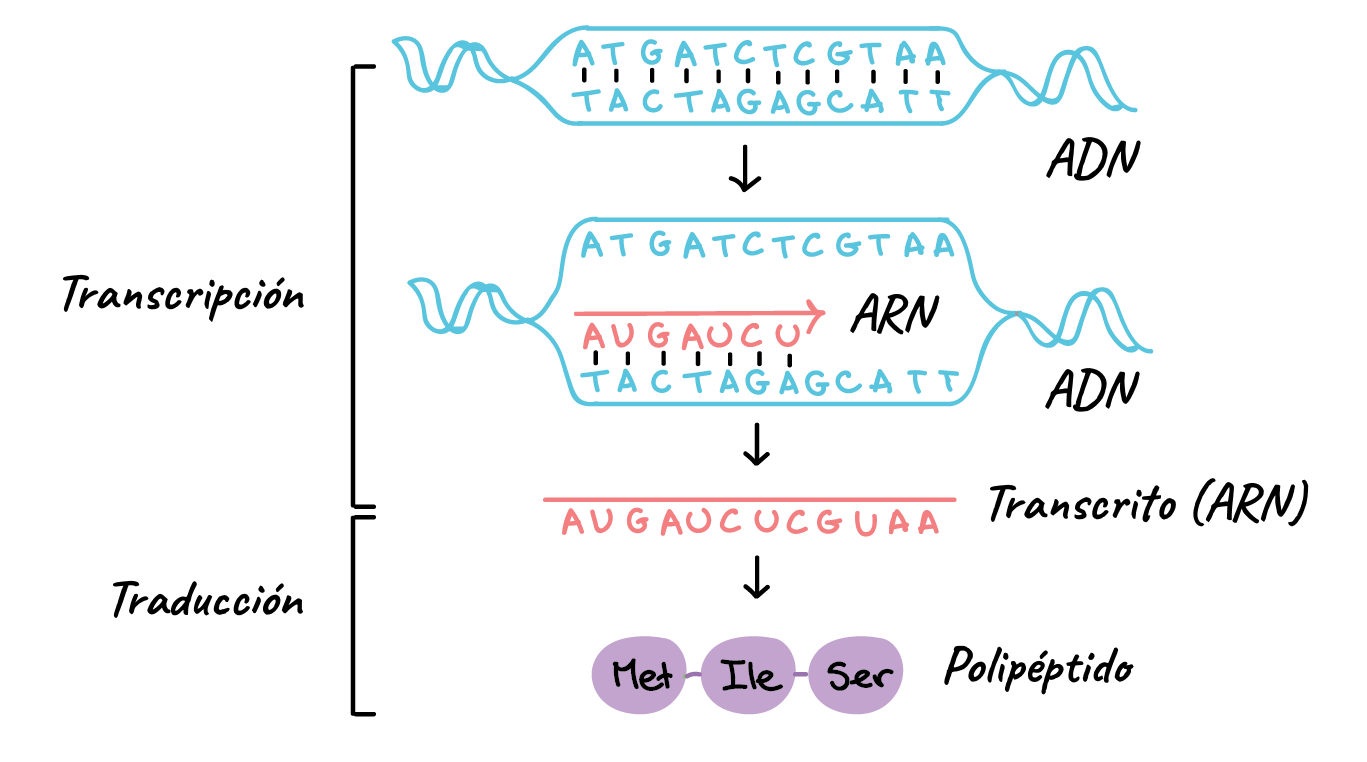 ATGATCTCGTAA
TACTAGAGCATT
ADN
Transcripción
ATGATCTCGTAA
ARN
AUGAUCU
TACTAGAGCATT
ADN
Transcrito (ARN)
AUGAUCUCGUAA
Traducción
Met Ile Ser
Polipéptido